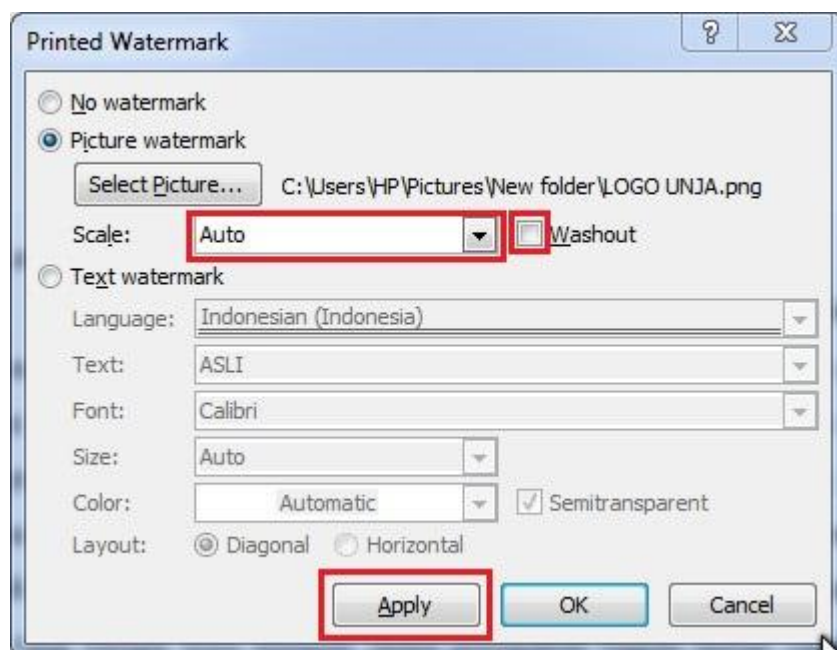 Printed Watermark
No watermark
Picture watermark
Select Picture... C:\Users\HP\Pictures\New folder\LOGO UNJA.png
Scale: Auto Washout
Text watermark
Language: Indonesian (Indonesia)
Text: ASLI
Font: Calibri
Size: Auto
Color: Automatic Semitransparent
Layout: Diagonal Horizontal
Apply OK Cancel